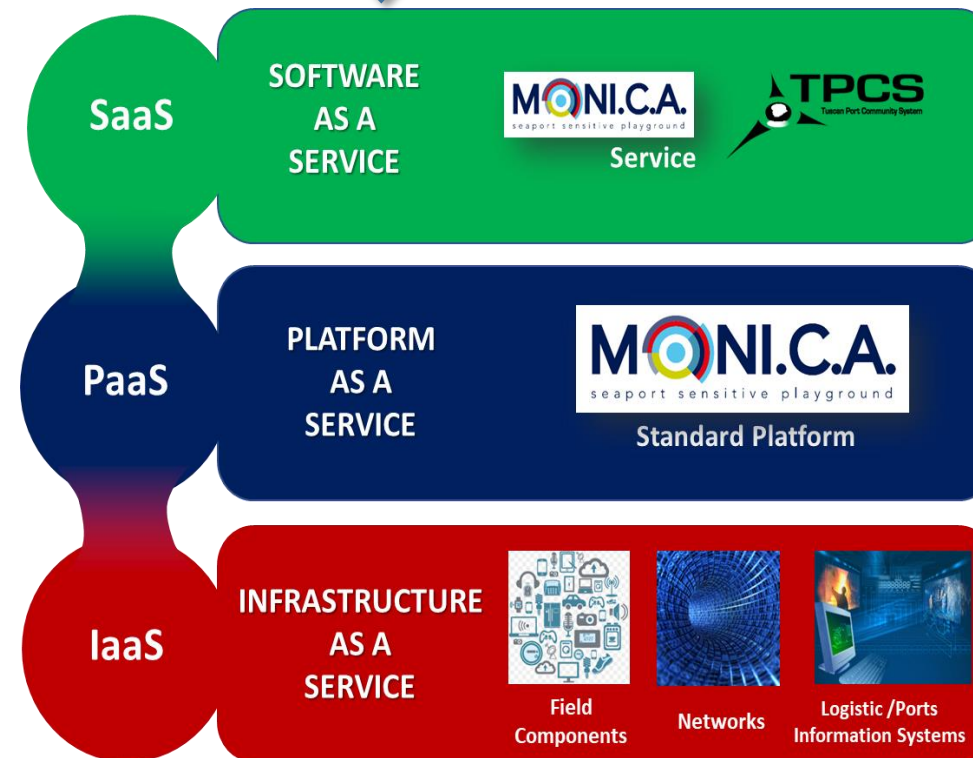 SaaS
SOFTWARE
AS A
SERVICE
MONI.C.A.
seaport sensitive playground
Service
TPCS
Tuscan Port Community System
PaaS
PLATFORM
AS A
SERVICE
MONI.C.A.
seaport sensitive playground
Standard Platform
IaaS
INFRASTRUCTURE
AS A
SERVICE
Field
Components
Networks
Logistic /Ports
Information Systems